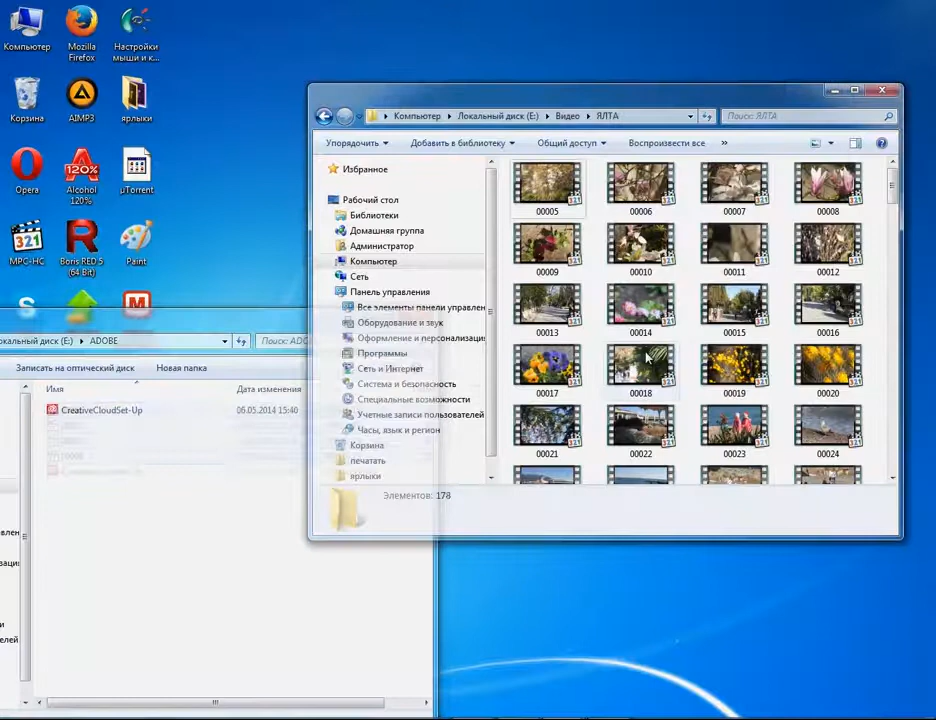 Компьютер
Mozilla
Firefox
Настройки
мыши и к...
Корзина
AIMP3
ярлыки
Opera
Alcohol
120%
µTorrent
MPC-HC
Boris RED 5
(64 Bit)
Paint
Компьютер
Локальный диск (E:)
Видео
ЯЛТА
Поиск: ЯЛТА
Упорядочить
Добавить в библиотеку
Общий доступ
Воспроизвести все
»
Избранное
Рабочий стол
Библиотеки
Домашняя группа
Администратор
Компьютер
Сеть
Панель управления
Все элементы панели управлен
Оборудование и звук
Оформление и персонализаци
Программы
Сеть и Интернет
Система и безопасность
Специальные возможности
Учетные записи пользователей
Часы, язык и регион
Корзина
печатать
ярлыки
00005
00006
00007
00008
00009
00010
00011
00012
00013
00014
00015
00016
00017
00018
00019
00020
00021
00022
00023
00024
Элементов: 178
окальный диск (E:)
ADOBE
Поиск: ADO
Записать на оптический диск
Новая папка
Имя
Дата изменения
CreativeCloudSet-Up
06.05.2014 15:40